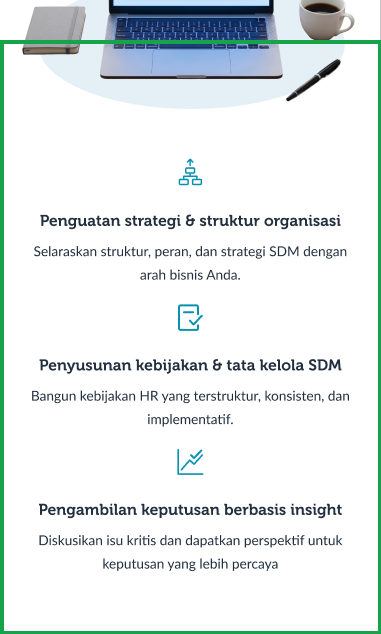 Penguatan strategi & struktur organisasi
Selaraskan struktur, peran, dan strategi SDM dengan
arah bisnis Anda.
Penyusunan kebijakan & tata kelola SDM
Bangun kebijakan HR yang terstruktur, konsisten, dan
implementatif.
Pengambilan keputusan berbasis insight
Diskusikan isu kritis dan dapatkan perspektif untuk
keputusan yang lebih percaya